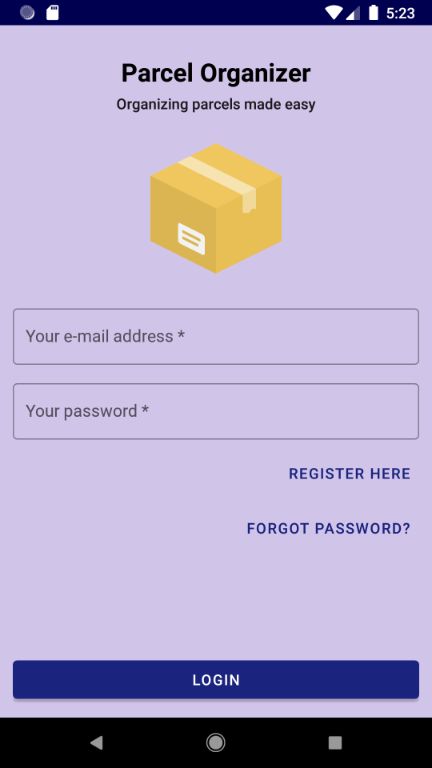 5:23
Parcel Organizer
Organizing parcels made easy
Your e-mail address *
Your password *
REGISTER HERE
FORGOT PASSWORD?
LOGIN